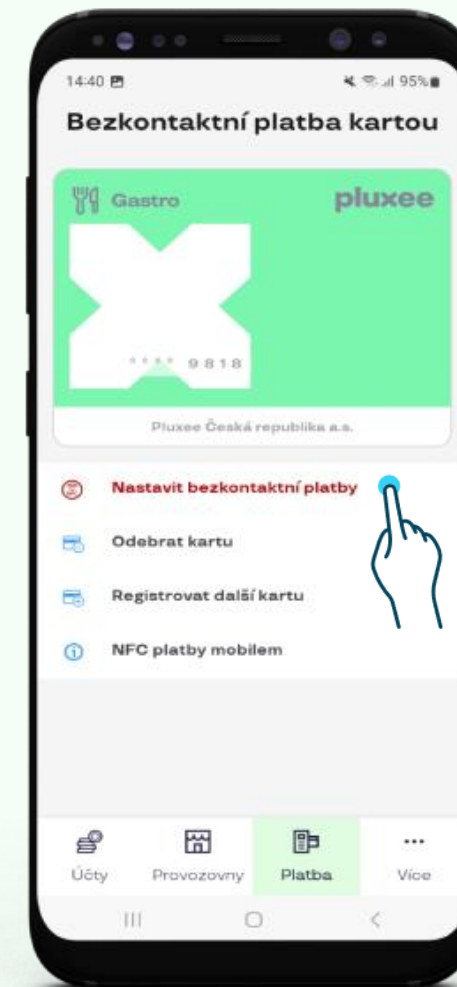 14:40
95%
Bezkontaktní platba kartou
Gastro
pluxee
**** 9818
Pluxee Česká republika a.s.
Nastavit bezkontaktní platby
Odebrat kartu
Registrovat další kartu
NFC platby mobilem
Účty
Provozovny
Platba
Více